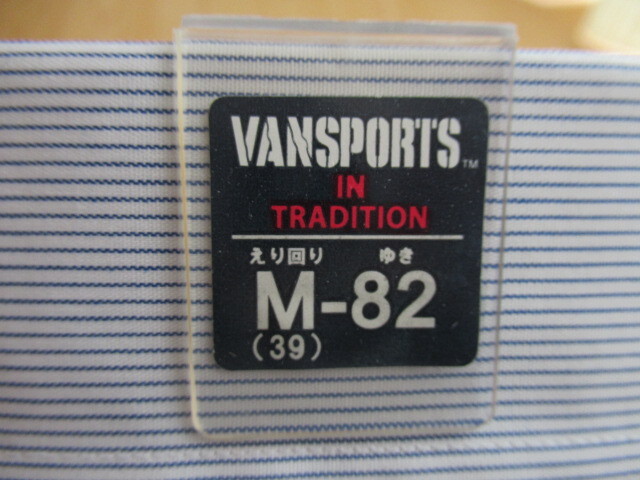 VANSPORTS™
IN
TRADITION
えり回り ゆき
M-82
(39)